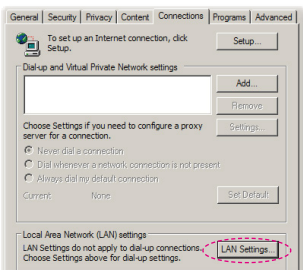 General Security Privacy Content Connections Programs Advanced
To set up an Internet connection, click Setup.
Setup...
Dial-up and Virtual Private Network settings
Add...
Remove
Choose Settings if you need to configure a proxy server for a connection.
Settings...
Never dial a connection
Dial whenever a network connection is not present
Always dial my default connection
Current None
Set Default
Local Area Network (LAN) settings
LAN Settings do not apply to dial-up connections.
Choose Settings above for dial-up settings.
LAN Settings...